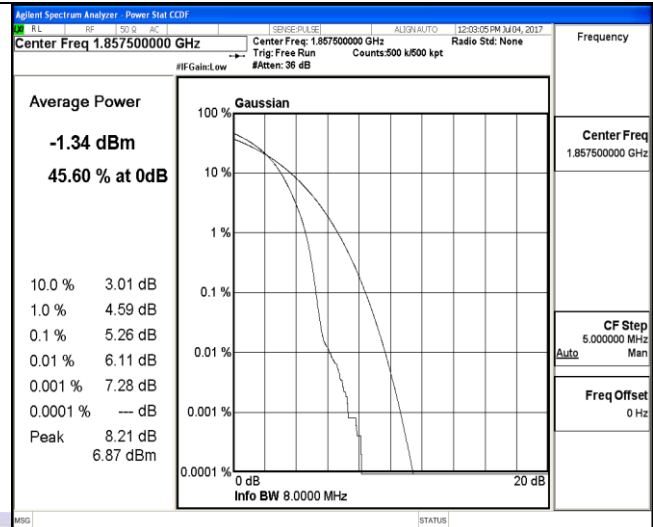 Agilent Spectrum Analyzer - Power Stat CCDF
RL RF 50 Ω AC SENSE:PULSE ALIGN AUTO 12:03:05 PM Jul 04, 2017
Center Freq 1.857500000 GHz
Center Freq: 1.857500000 GHz Radio Std: None
Trig: Free Run Counts:500 k/500 kpt
#IFGain:Low #Atten: 36 dB
Frequency
Average Power
-1.34 dBm
45.60 % at 0dB
10.0 % 3.01 dB
1.0 % 4.59 dB
0.1 % 5.26 dB
0.01 % 6.11 dB
0.001 % 7.28 dB
0.0001 % --- dB
Peak 8.21 dB
6.87 dBm
Gaussian
100 %
10 %
1 %
0.1 %
0.01 %
0.001 %
0.0001 %
0 dB 20 dB
Info BW 8.0000 MHz
Center Freq
1.857500000 GHz
CF Step
5.000000 MHz
Auto Man
Freq Offset
0 Hz
MSG STATUS